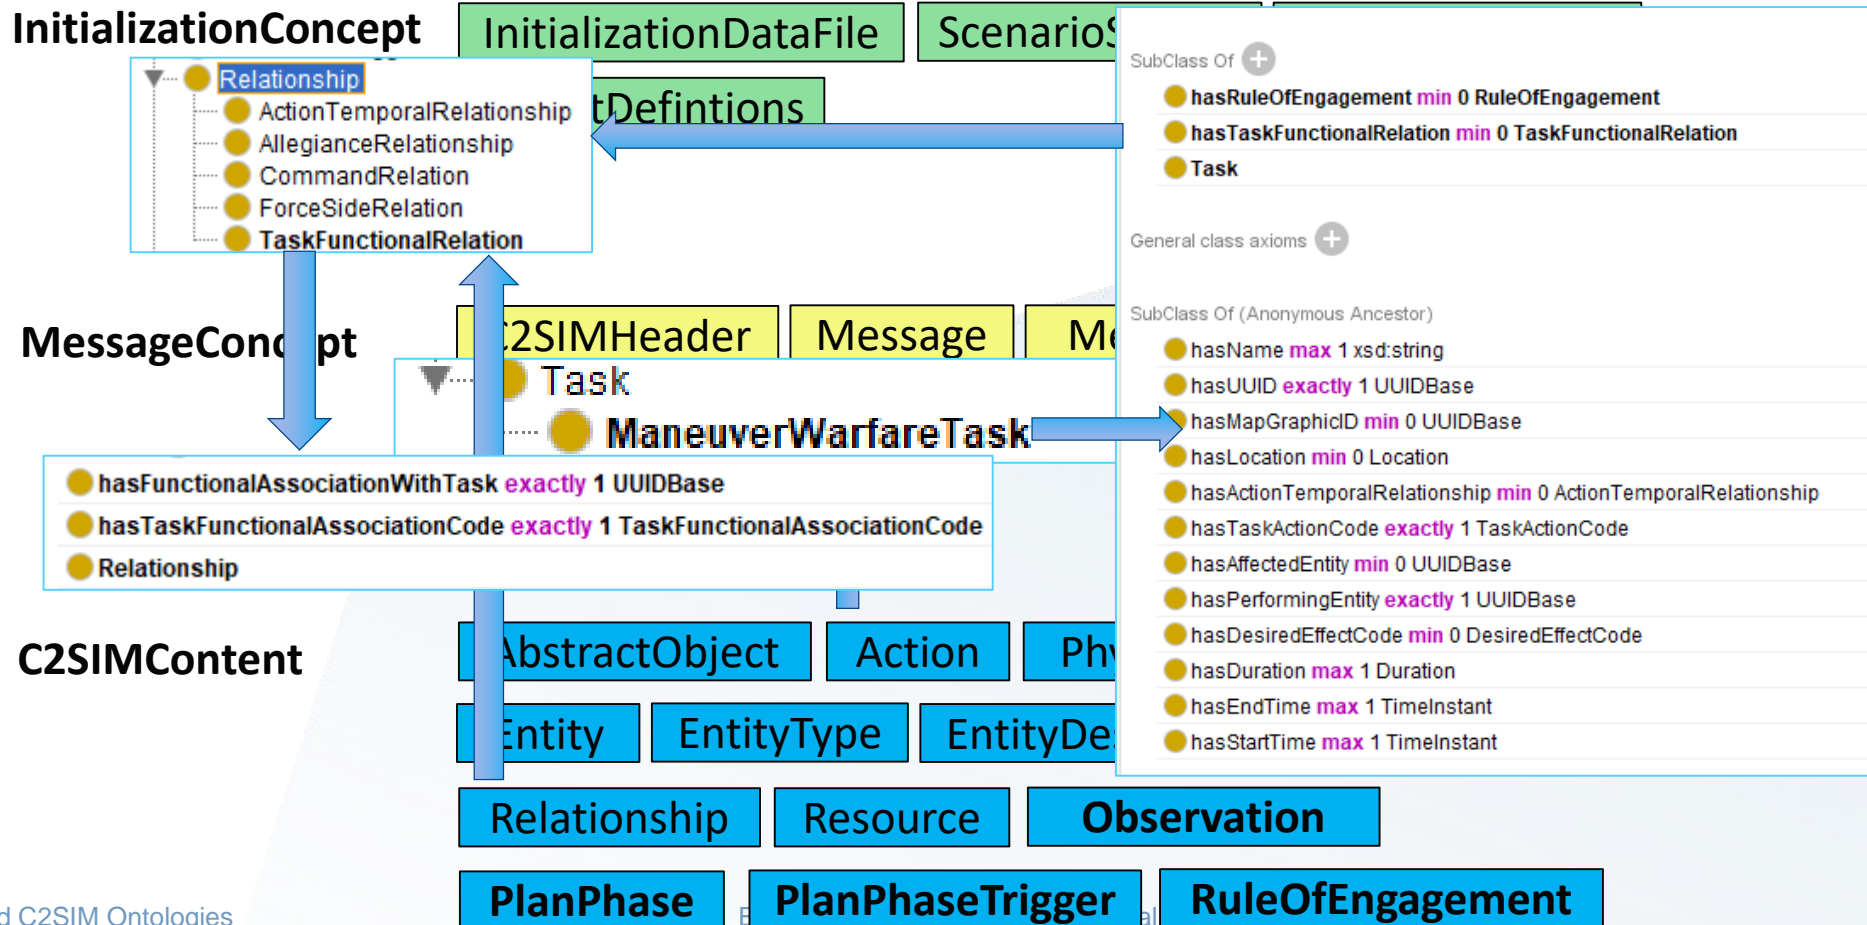 InitializationConcept
InitializationDataFile
Relationship
ActionTemporalRelationship
AllegianceRelationship
CommandRelation
ForceSideRelation
TaskFunctionalRelation
SubClass Of
hasRuleOfEngagement min 0 RuleOfEngagement
hasTaskFunctionalRelation min 0 TaskFunctionalRelation
Task
General class axioms
SubClass Of (Anonymous Ancestor)
hasName max 1 xsd:string
hasUUID exactly 1 UUIDBase
hasMapGraphicID min 0 UUIDBase
hasLocation min 0 Location
hasActionTemporalRelationship min 0 ActionTemporalRelationship
hasTaskActionCode exactly 1 TaskActionCode
hasAffectedEntity min 0 UUIDBase
hasPerformingEntity exactly 1 UUIDBase
hasDesiredEffectCode min 0 DesiredEffectCode
hasDuration max 1 Duration
hasEndTime max 1 TimeInstant
hasStartTime max 1 TimeInstant
MessageConcept
C2SIMHeader
Message
Task
ManeuverWarfareTask
hasFunctionalAssociationWithTask exactly 1 UUIDBase
hasTaskFunctionalAssociationCode exactly 1 TaskFunctionalAssociationCode
Relationship
C2SIMContent
AbstractObject
Action
Entity
EntityType
Relationship
Resource
Observation
PlanPhase
PlanPhaseTrigger
RuleOfEngagement
C2SIM Ontologies